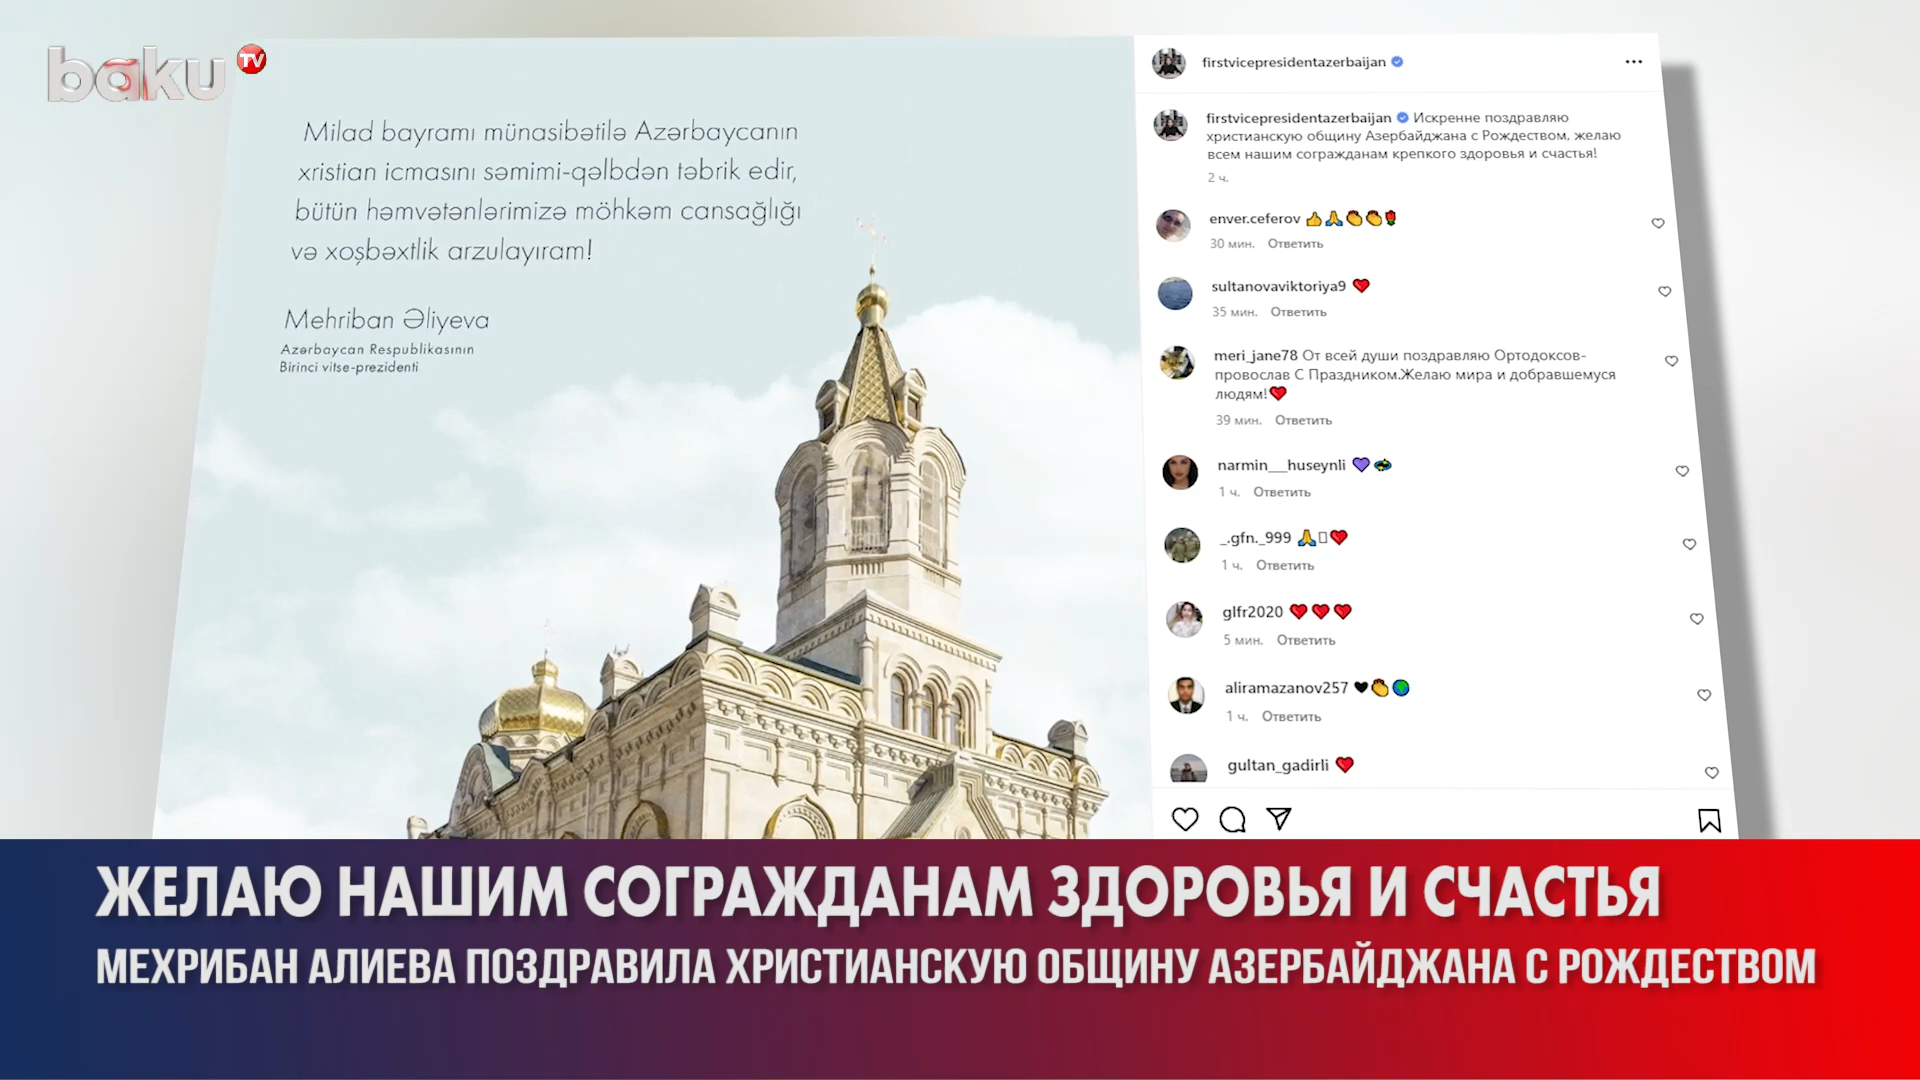 baku TV
Milad bayramı münasibətilə Azərbaycanın
xristian icmasını səmimi-qəlbdən təbrik edir,
bütün həmvətənlərimizə möhkəm cansağlığı
və xoşbəxtlik arzulayıram!
Mehriban Əliyeva
Azərbaycan Respublikasının
Birinci vitse-prezidenti
firstvicepresidentazerbaijan
firstvicepresidentazerbaijan Искренне поздравляю
христианскую общину Азербайджана с Рождеством, желаю
всем нашим согражданам крепкого здоровья и счастья!
2 ч.
enver.ceferov 👍🙏👏👏🌹
30 мин. Ответить
sultanovaviktoriya9 ❤️
35 мин. Ответить
meri_jane78 От всей души поздравляю Ортодоксов-
провослав С Праздником.Желаю мира и добравшемуся
людям!❤️
39 мин. Ответить
narmin___huseynli 💜
1 ч. Ответить
_.gfn._999 🙏❤️
1 ч. Ответить
glfr2020 ❤️❤️❤️
5 мин. Ответить
aliramazanov257 🖤👏🌍
1 ч. Ответить
gultan_gadirli ❤️
ЖЕЛАЮ НАШИМ СОГРАЖДАНАМ ЗДОРОВЬЯ И СЧАСТЬЯ
МЕХРИБАН АЛИЕВА ПОЗДРАВИЛА ХРИСТИАНСКУЮ ОБЩИНУ АЗЕРБАЙДЖАНА С РОЖДЕСТВОМ